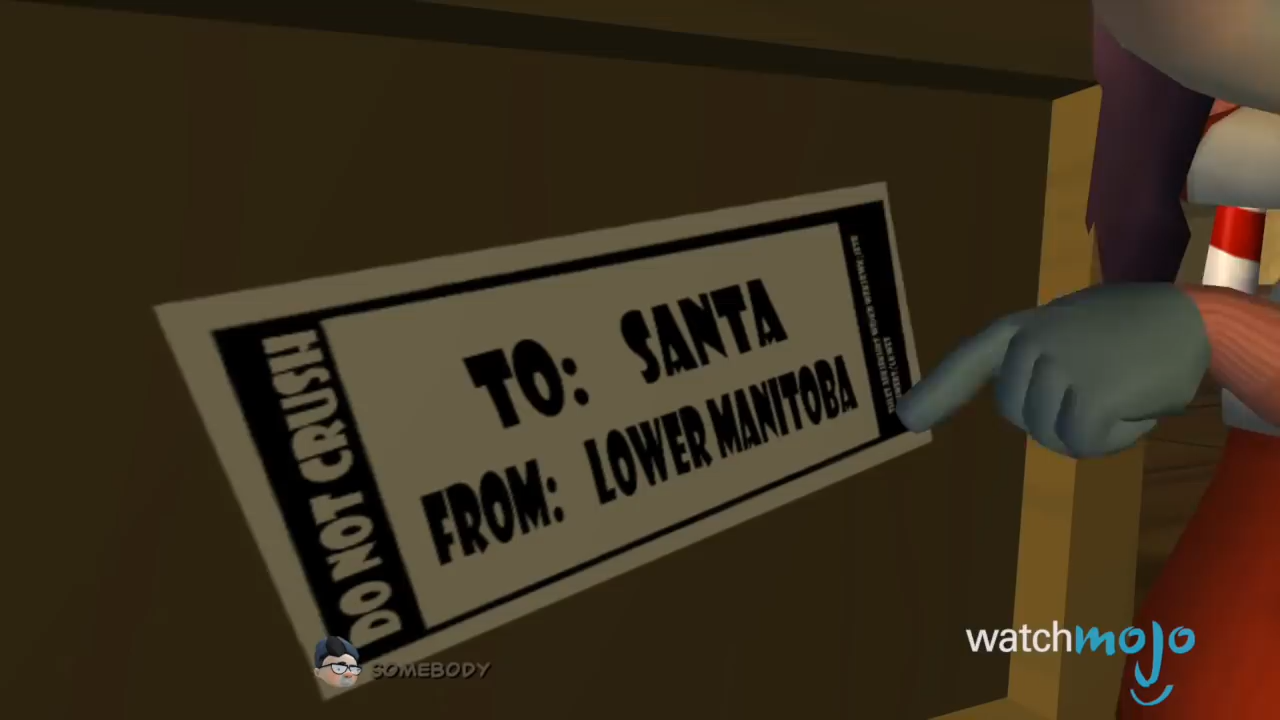 DO NOT CRUSH
TO: SANTA
FROM: LOWER MANITOBA
SOMEBODY
watchmojo